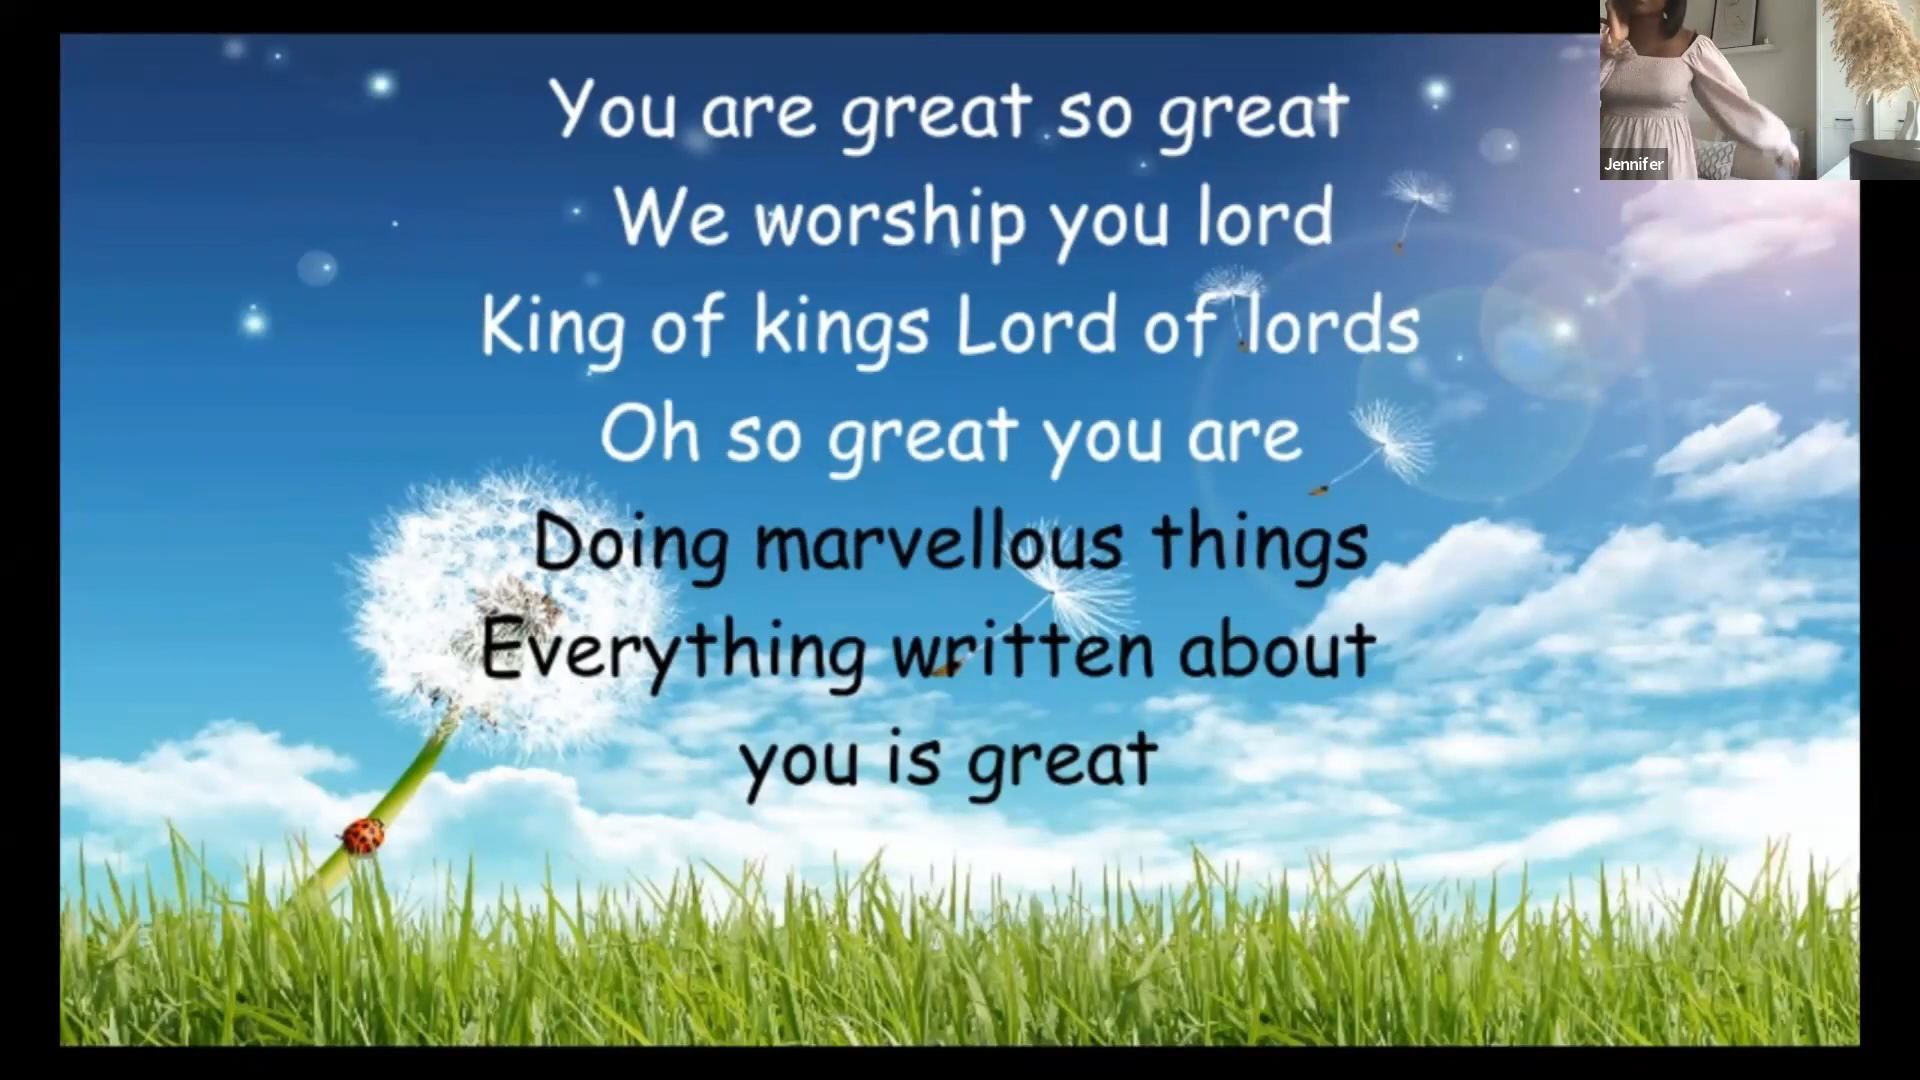 You are great so great
We worship you lord
King of kings Lord of lords
Oh so great you are
Doing marvellous things
Everything written about
you is great
Jennifer